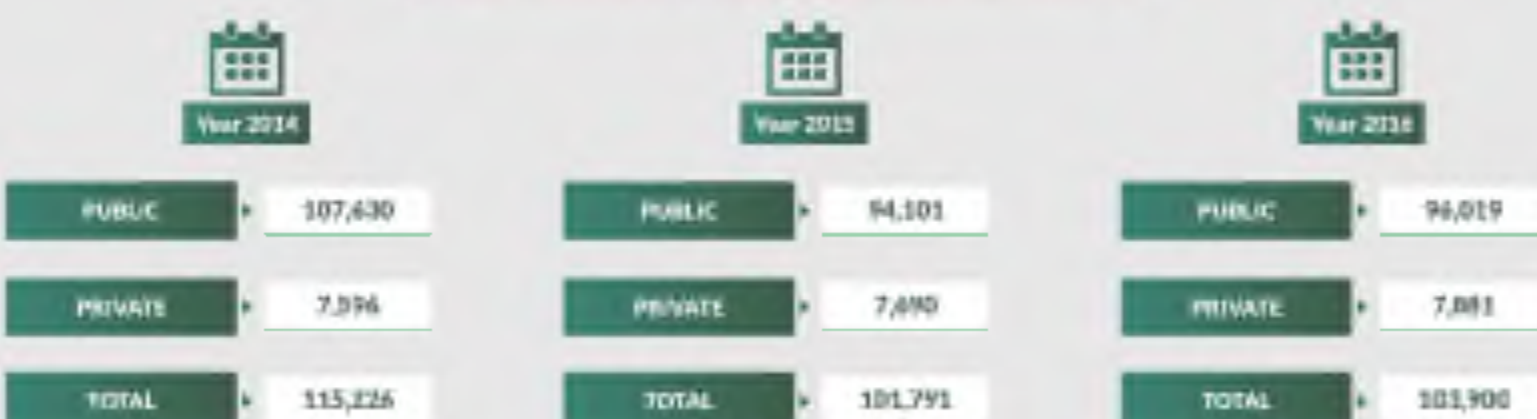 Year 2014
Year 2015
Year 2016
PUBLIC 107,630
PUBLIC 94,101
PUBLIC 96,019
PRIVATE 7,596
PRIVATE 7,690
PRIVATE 7,881
TOTAL 115,226
TOTAL 101,791
TOTAL 103,900